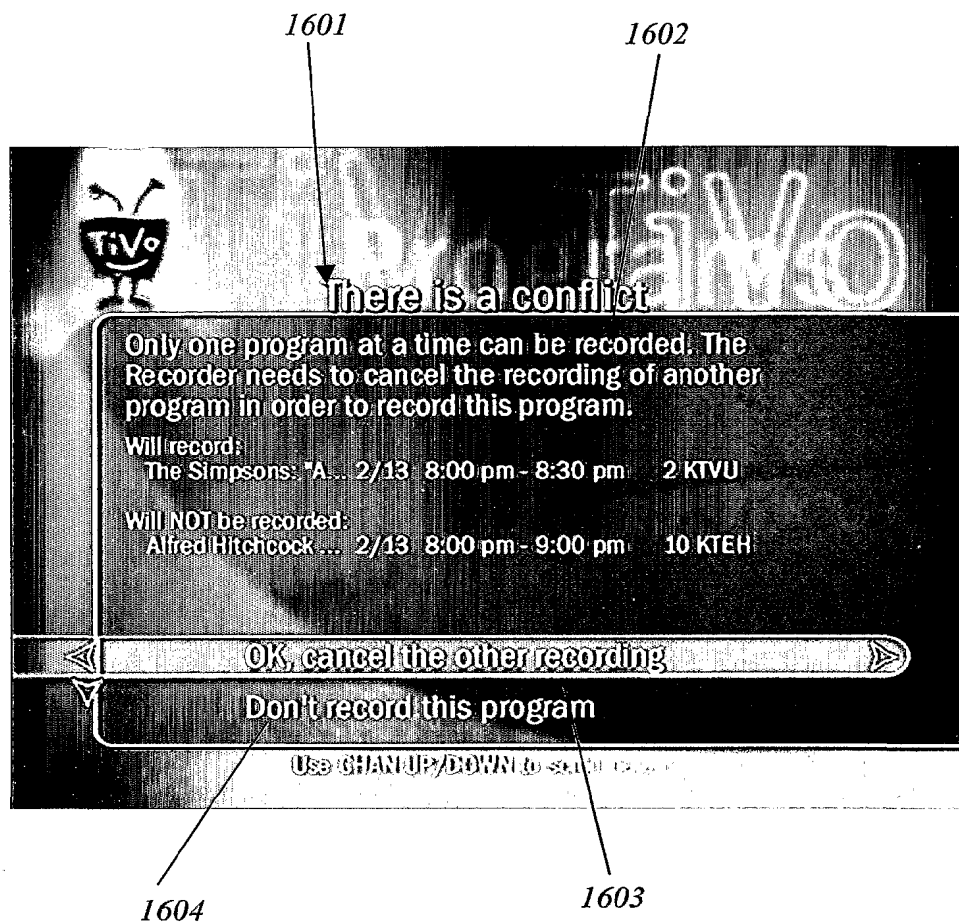 1601
1602
TiVo
TiVo
There is a conflict
Only one program at a time can be recorded. The
Recorder needs to cancel the recording of another
program in order to record this program.
Will record:
The Simpsons: "A... 2/13 8:00 pm - 8:30 pm 2 KTVU
Will NOT be recorded:
Alfred Hitchcock ... 2/13 8:00 pm - 9:00 pm 10 KTEH
OK, cancel the other recording
Don't record this program
Use CHAN UP/DOWN to
1604
1603